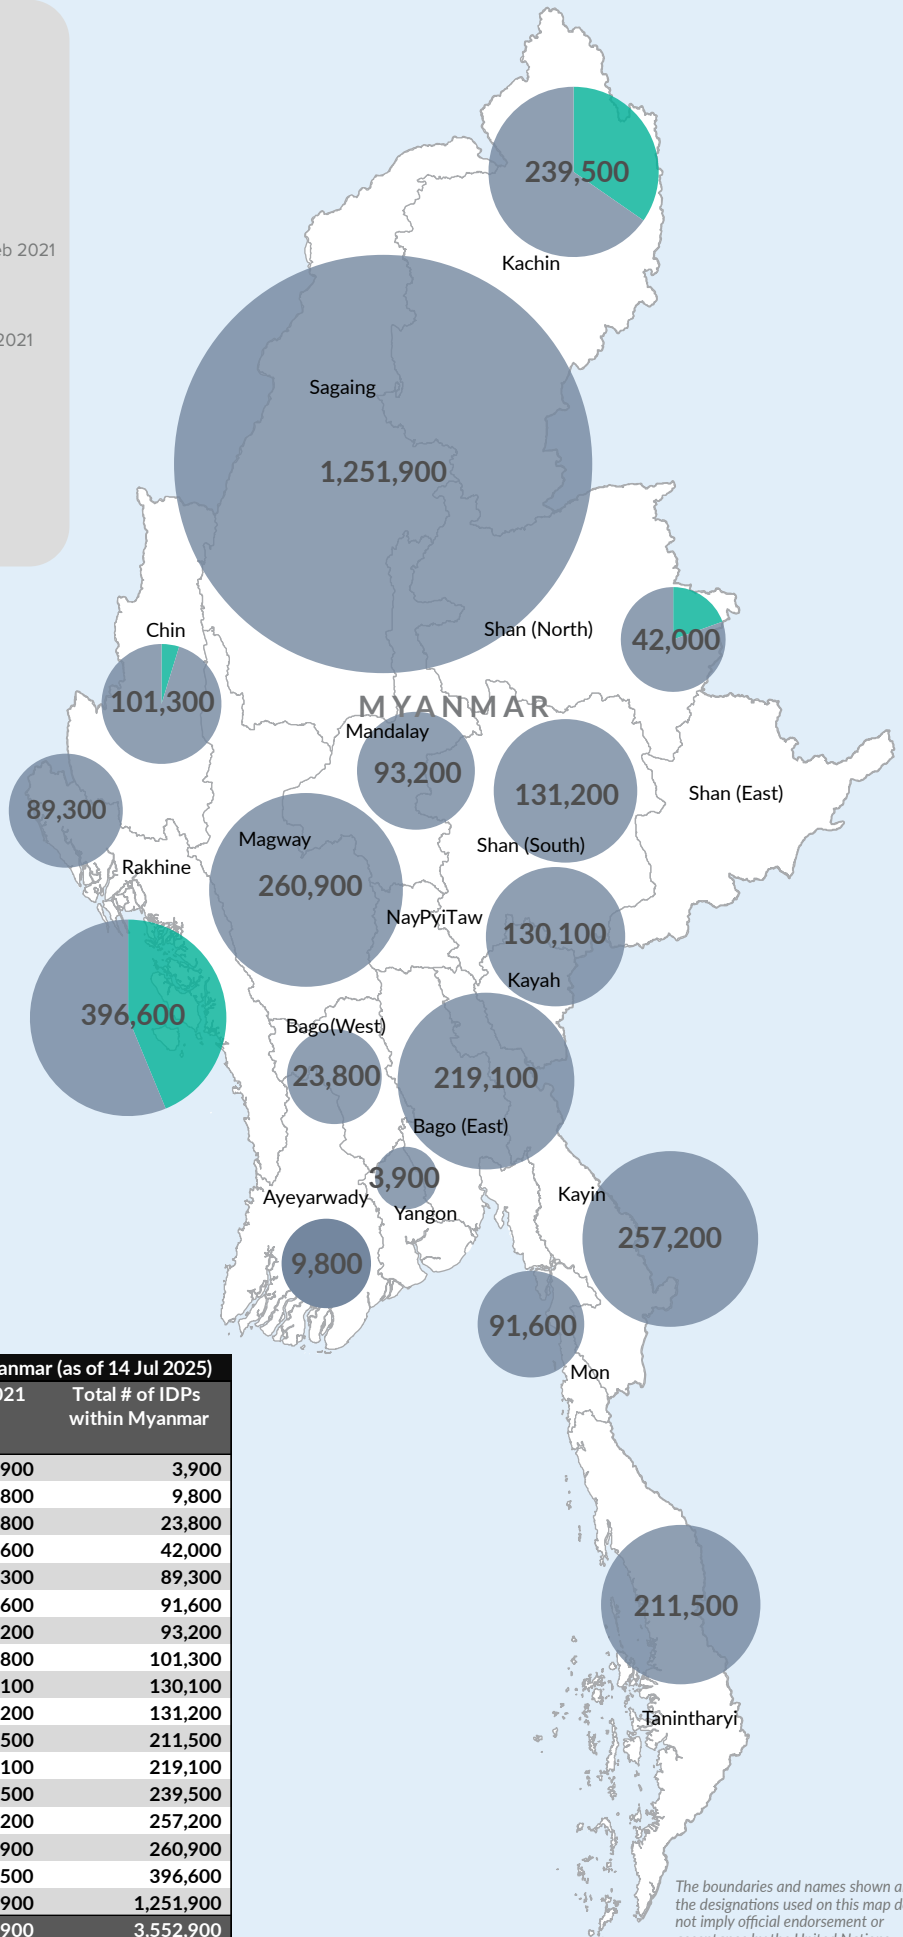 eb 2021
2021
239,500
Kachin
Sagaing
1,251,900
Chin
Shan (North)
42,000
101,300
MYANMAR
Mandalay
93,200
131,200
Shan (East)
89,300
Magway
Shan (South)
Rakhine
260,900
NayPyiTaw
130,100
Kayah
396,600
Bago(West)
23,800
219,100
Bago (East)
3,900
Ayeyarwady
Yangon
Kayin
257,200
9,800
91,600
Mon
211,500
Tanintharyi
anmar (as of 14 Jul 2025)
021 Total # of IDPs
within Myanmar
900 3,900
800 9,800
800 23,800
600 42,000
300 89,300
600 91,600
200 93,200
800 101,300
100 130,100
200 131,200
500 211,500
100 219,100
500 239,500
200 257,200
900 260,900
500 396,600
900 1,251,900
900 3,552,900
The boundaries and names shown a
the designations used on this map d
not imply official endorsement or